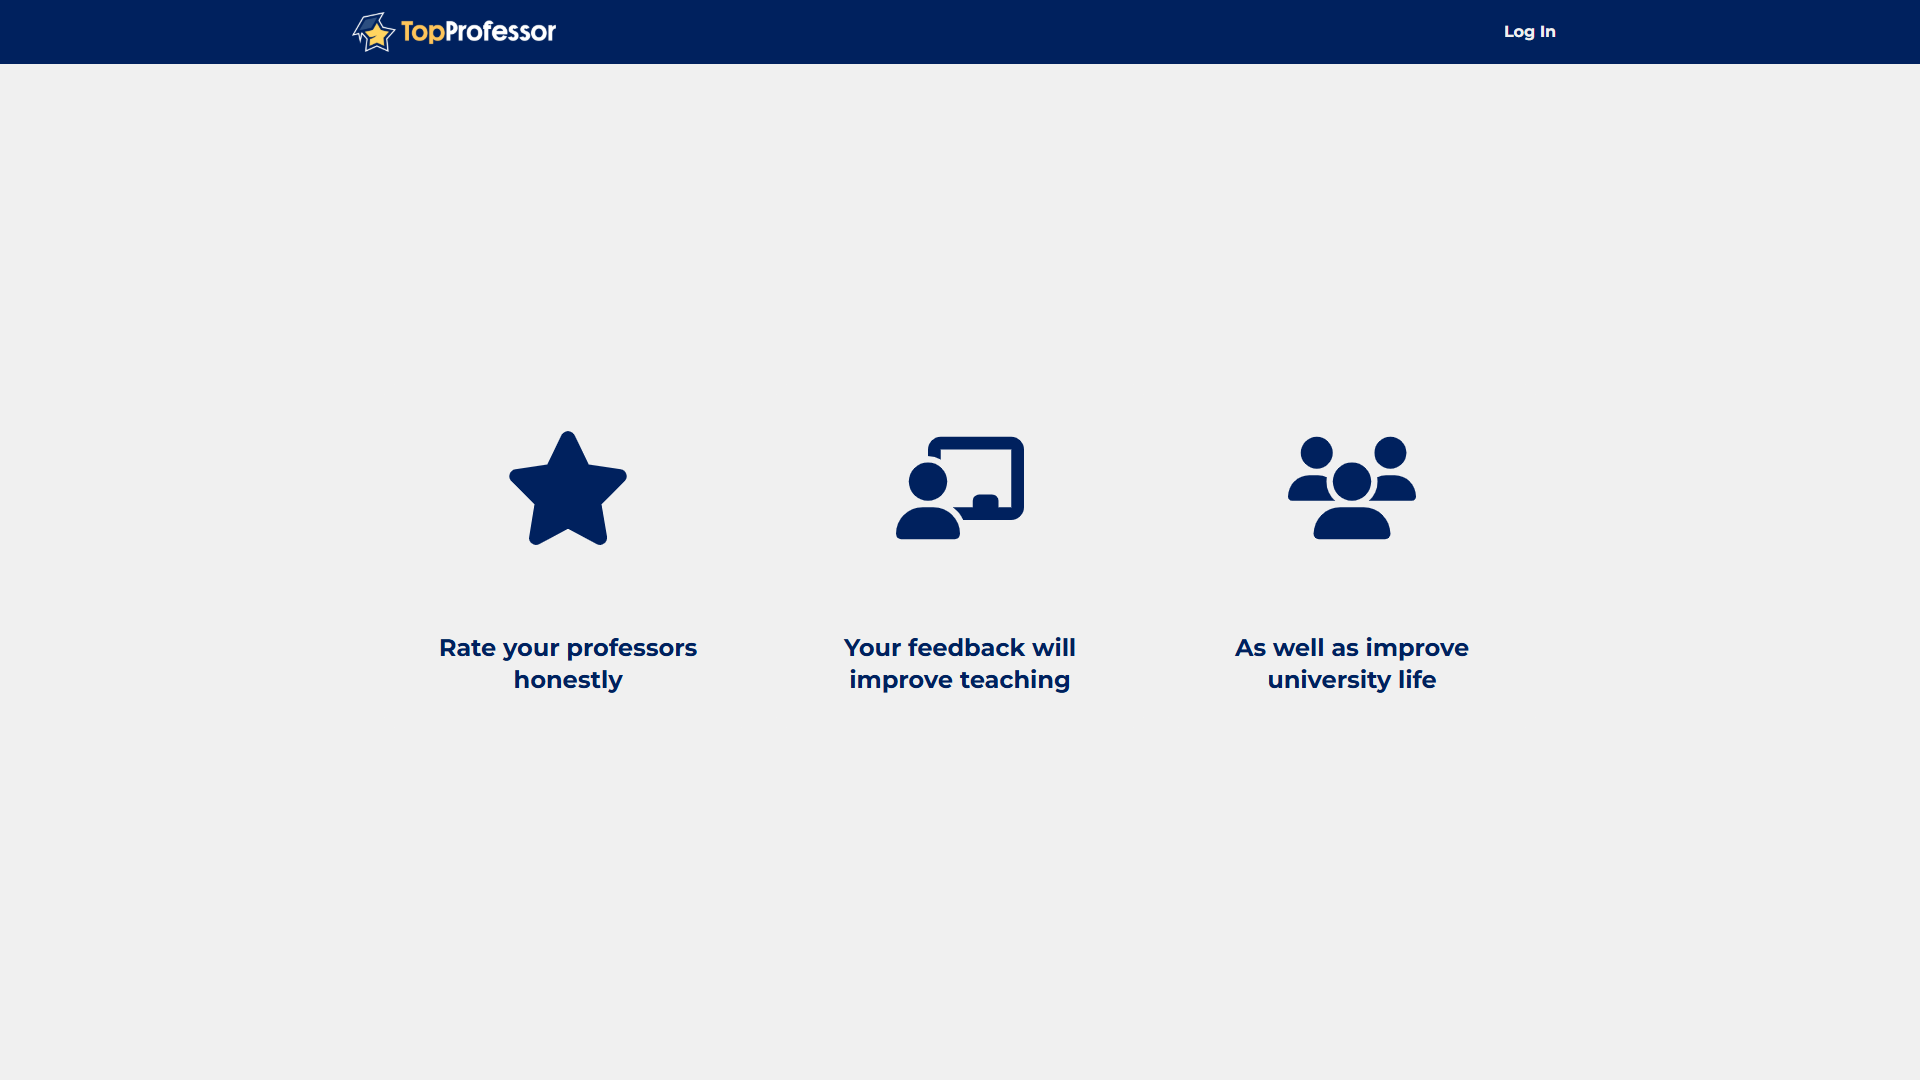 TopProfessor
Log In
Rate your professors
honestly
Your feedback will
improve teaching
As well as improve
university life